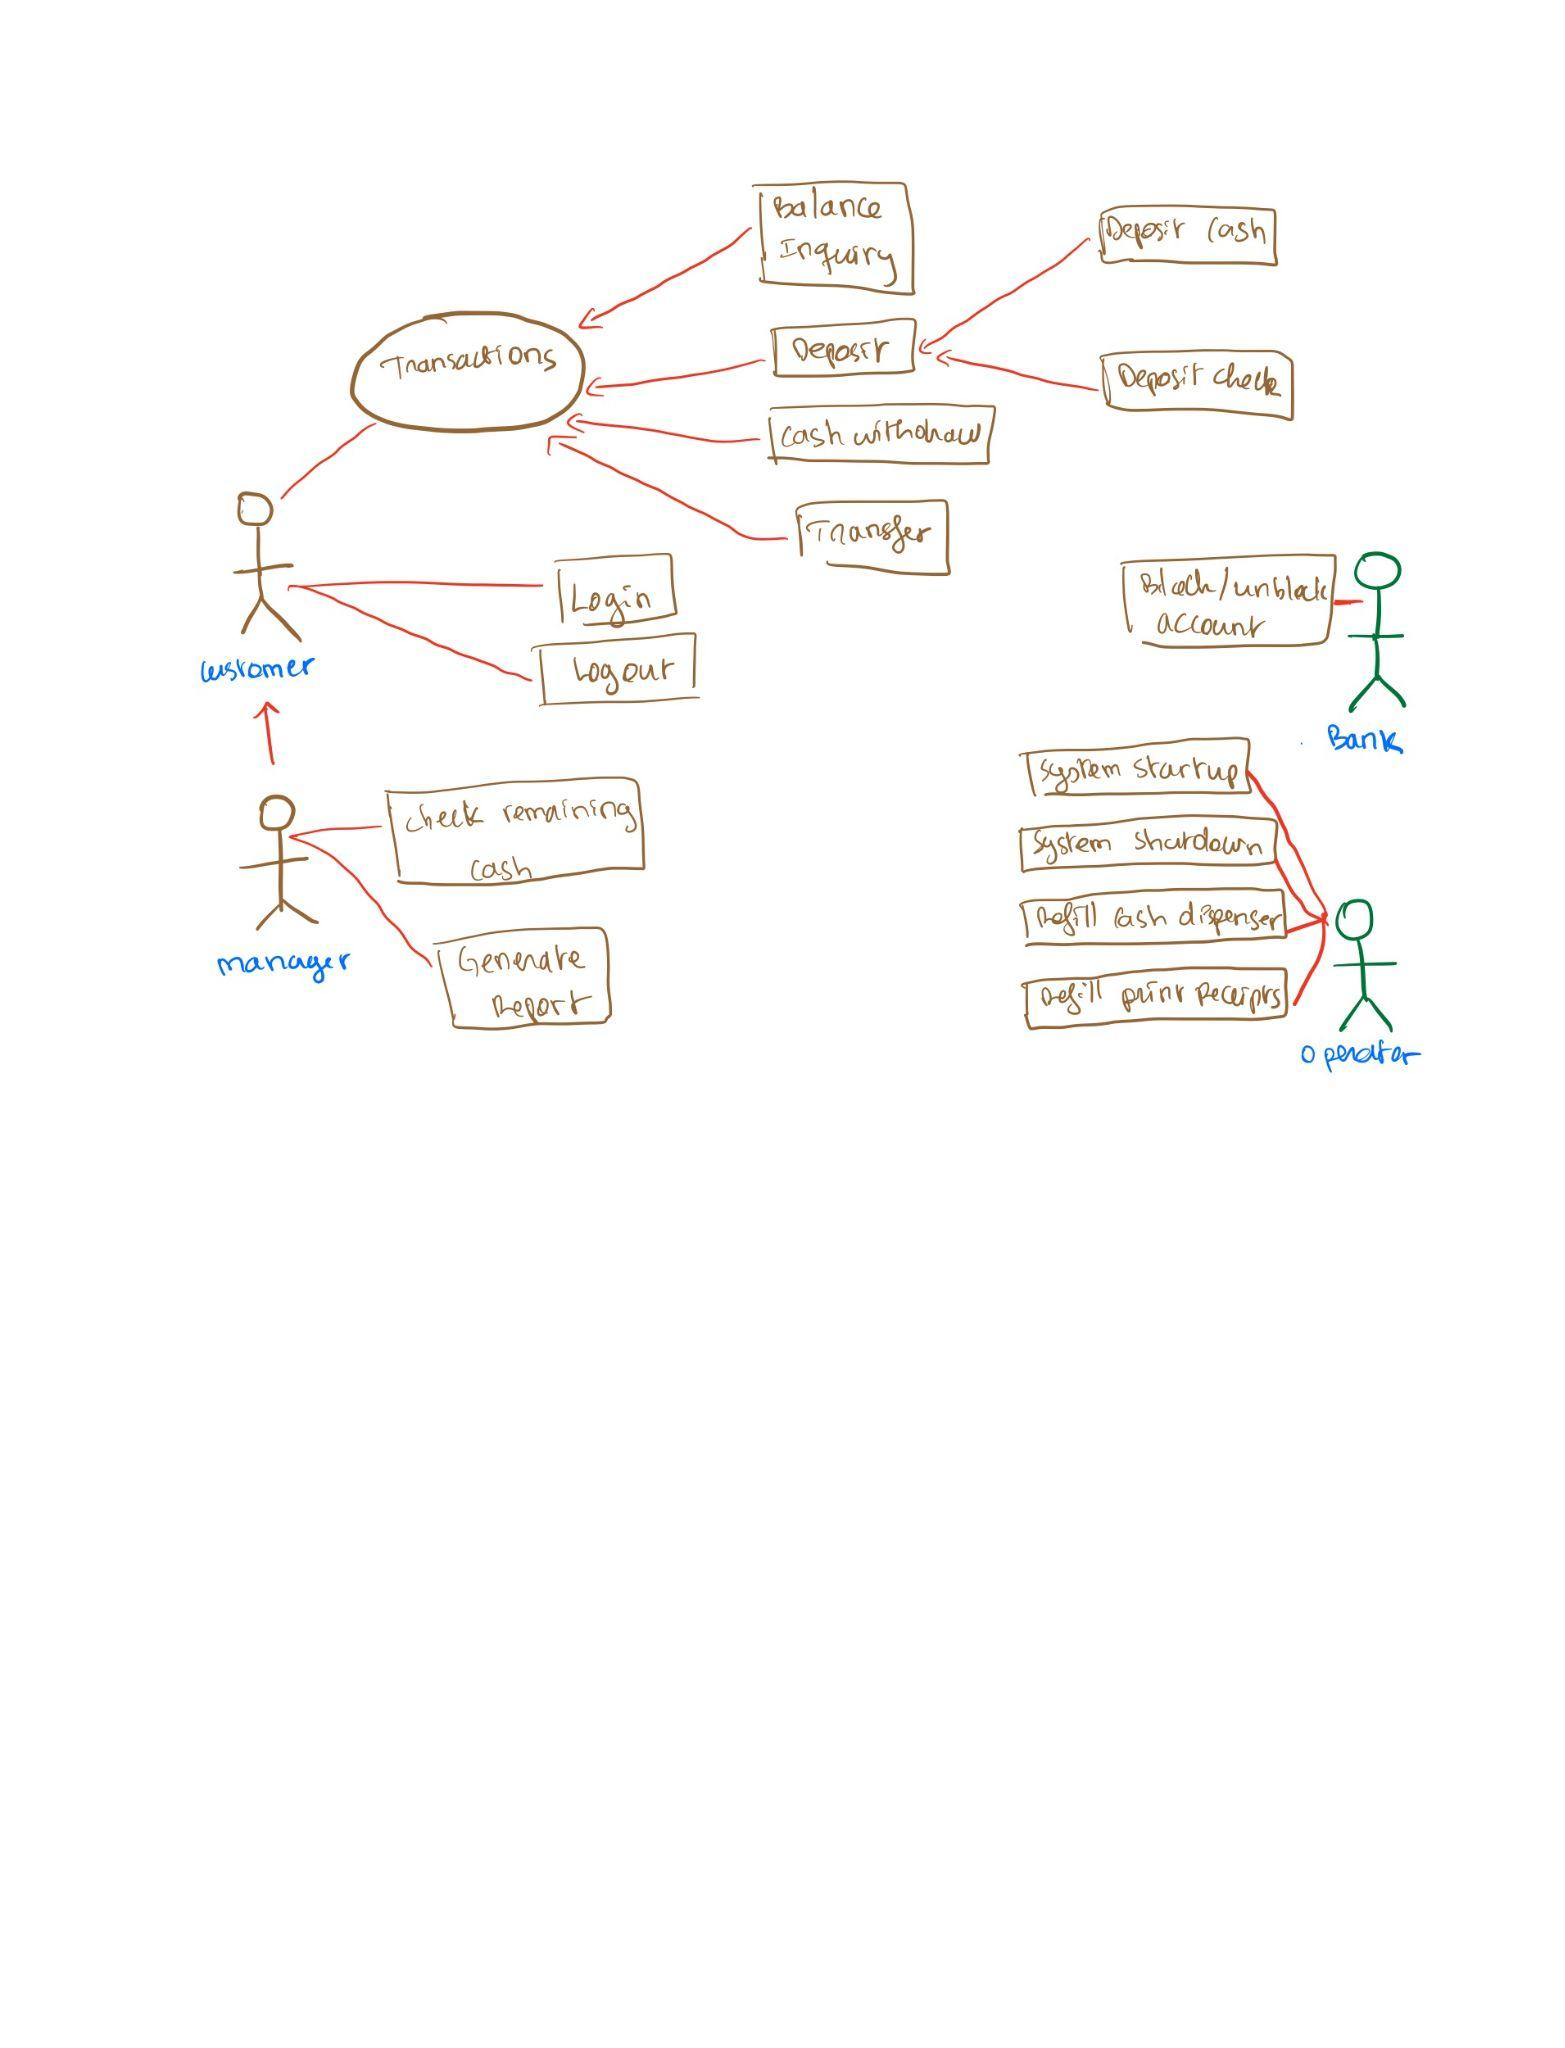 Balance
Inquiry
Deposit Cash
Transactions
Deposit
Deposit check
Cash withdraw
Transfer
Login
Block/unblock
account
Logout
Customer
Bank
System startup
check remaining
cash
System shutdown
Refill cash dispenser
manager
Generate
Report
Refill print Receipts
operator